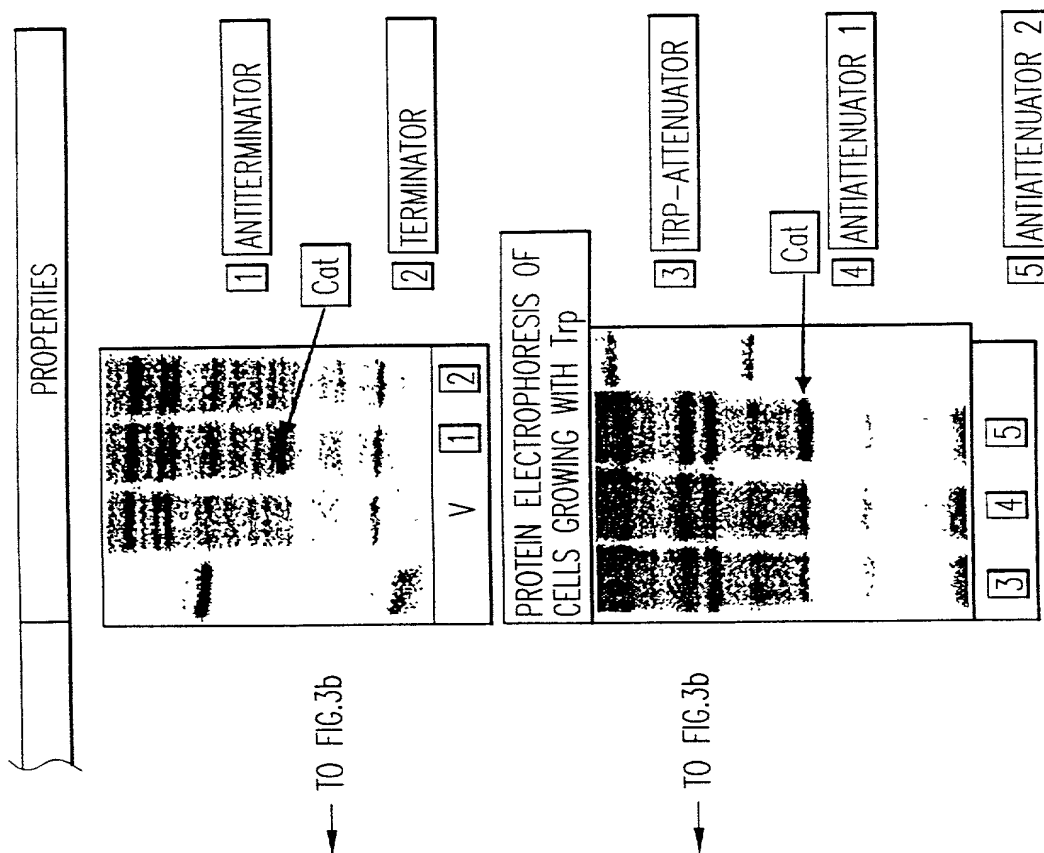 PROPERTIES
1 ANTITERMINATOR
Cat
2 TERMINATOR
V 1 2
TO FIG.3b
PROTEIN ELECTROPHORESIS OF
CELLS GROWING WITH Trp
3 TRP-ATTENUATOR
Cat
4 ANTIATTENUATOR 1
5 ANTIATTENUATOR 2
3 4 5
TO FIG.3b